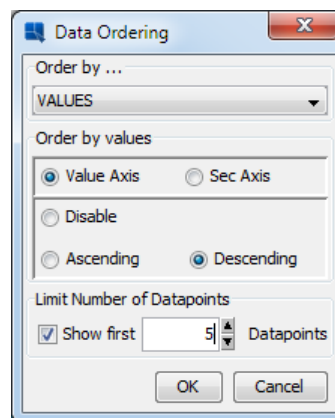 Data Ordering
Order by ...
VALUES
Order by values
Value Axis Sec Axis
Disable
Ascending Descending
Limit Number of Datapoints
Show first 5 Datapoints
OK Cancel